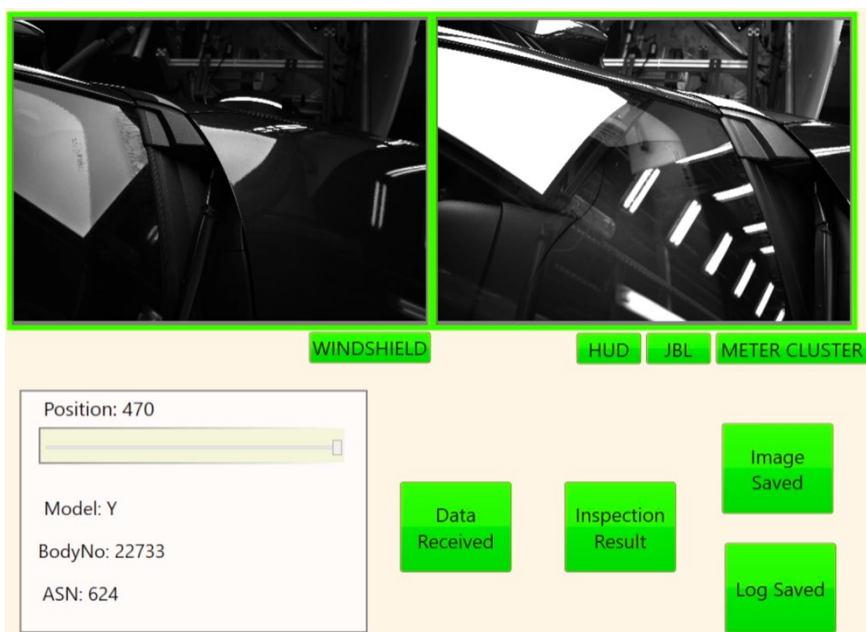 WINDSHIELD
HUD
JBL
METER CLUSTER
Position: 470
Model: Y
BodyNo: 22733
ASN: 624
Data
Received
Inspection
Result
Image
Saved
Log Saved